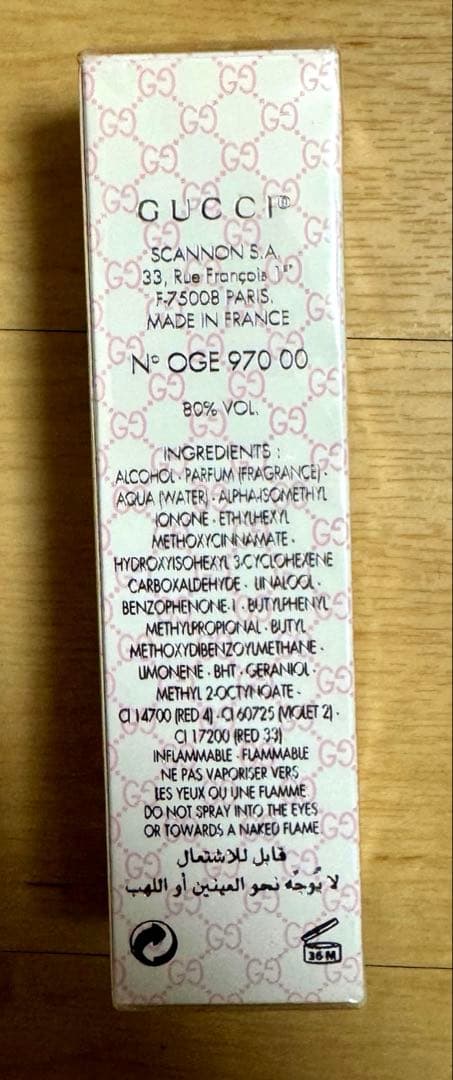 GUCCI®
SCANNON S.A.
33, Rue François 1er
F-75008 PARIS.
MADE IN FRANCE
N° OGE 970 00
80% VOL.
INGREDIENTS :
ALCOHOL · PARFUM (FRAGRANCE) ·
AQUA (WATER) · ALPHA-ISOMETHYL
IONONE · ETHYLHEXYL
METHOXYCINNAMATE ·
HYDROXYISOHEXYL 3-CYCLOHEXENE
CARBOXALDEHYDE · LINALOOL ·
BENZOPHENONE-1 · BUTYLPHENYL
METHYLPROPIONAL · BUTYL
METHOXYDIBENZOYLMETHANE ·
LIMONENE · BHT · GERANIOL ·
METHYL 2-OCTYNOATE ·
CI 14700 (RED 4) · CI 60725 (VIOLET 2) ·
CI 17200 (RED 33)
INFLAMMABLE · FLAMMABLE
NE PAS VAPORISER VERS
LES YEUX OU UNE FLAMME
DO NOT SPRAY INTO THE EYES
OR TOWARDS A NAKED FLAME
قابل للاشتعال
لا يُوجّه نحو العينين أو اللهب
36 M